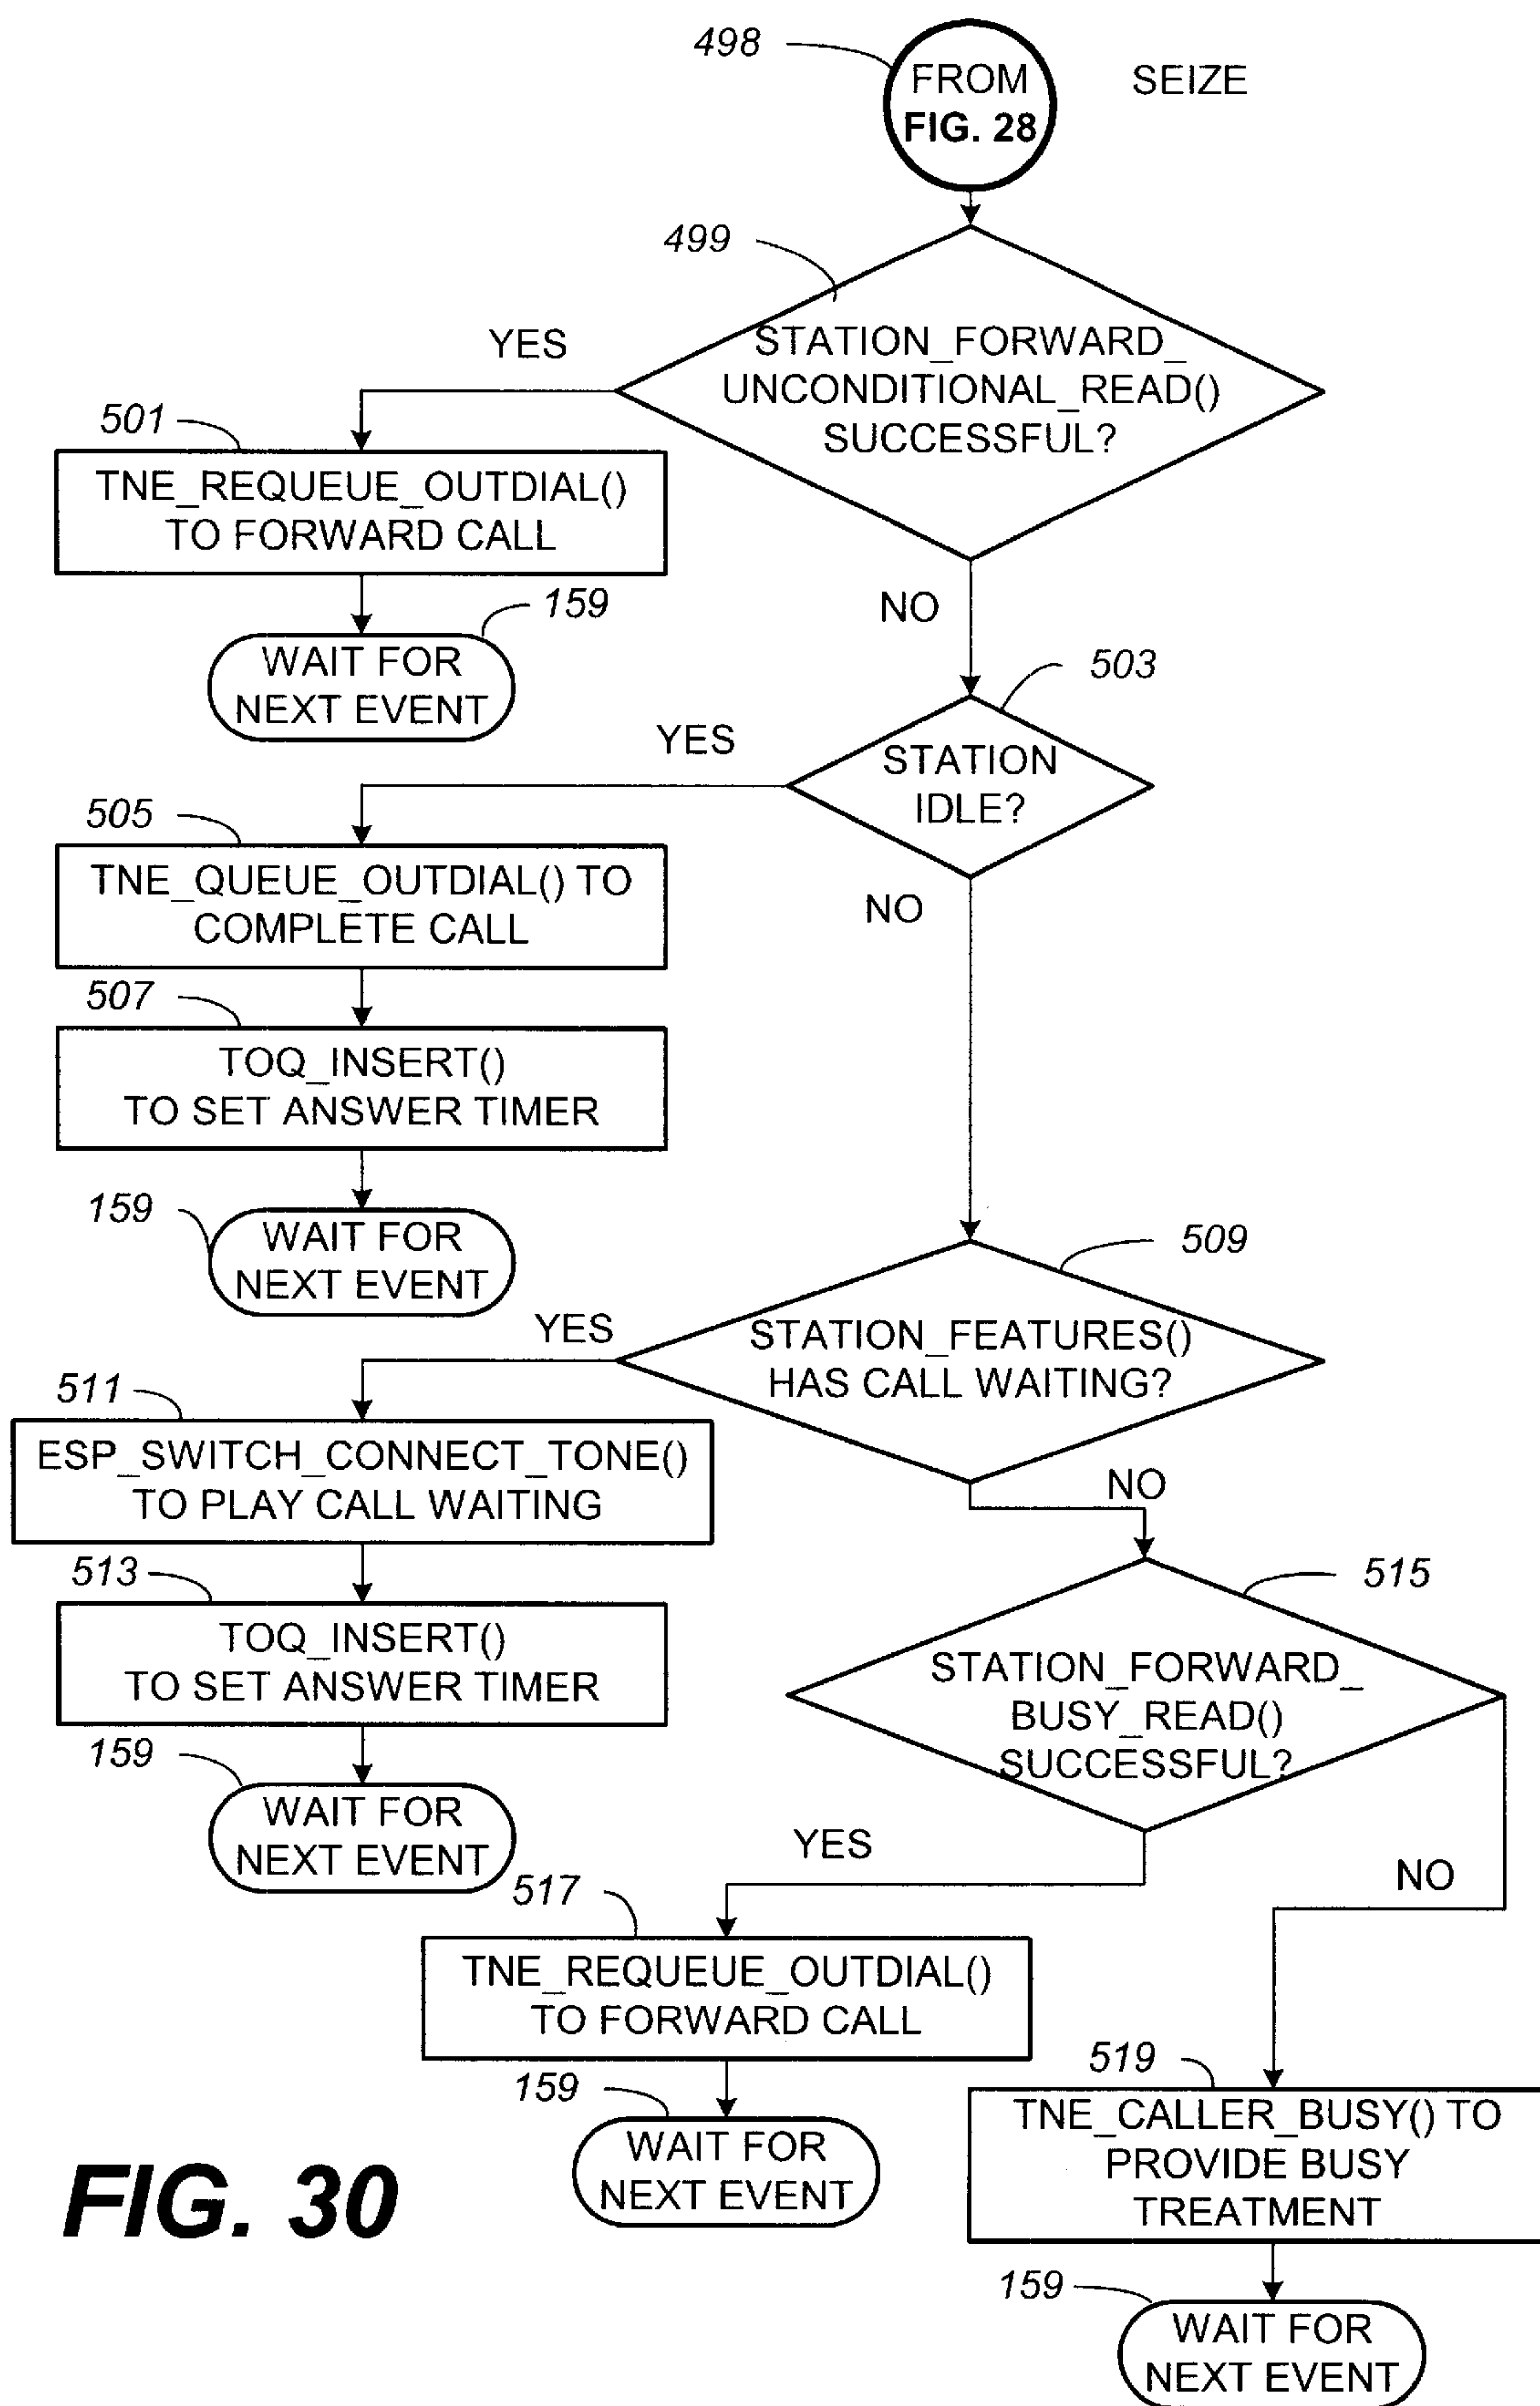 498
FROM
FIG. 28
SEIZE
499
STATION_FORWARD_
UNCONDITIONAL_READ()
SUCCESSFUL?
YES
501
TNE_REQUEUE_OUTDIAL()
TO FORWARD CALL
159
WAIT FOR
NEXT EVENT
NO
503
STATION
IDLE?
YES
505
TNE_QUEUE_OUTDIAL() TO
COMPLETE CALL
507
TOQ_INSERT()
TO SET ANSWER TIMER
159
WAIT FOR
NEXT EVENT
NO
509
STATION_FEATURES()
HAS CALL WAITING?
YES
511
ESP_SWITCH_CONNECT_TONE()
TO PLAY CALL WAITING
513
TOQ_INSERT()
TO SET ANSWER TIMER
159
WAIT FOR
NEXT EVENT
NO
515
STATION_FORWARD_
BUSY_READ()
SUCCESSFUL?
YES
517
TNE_REQUEUE_OUTDIAL()
TO FORWARD CALL
159
WAIT FOR
NEXT EVENT
NO
519
TNE_CALLER_BUSY() TO
PROVIDE BUSY
TREATMENT
159
WAIT FOR
NEXT EVENT
FIG. 30